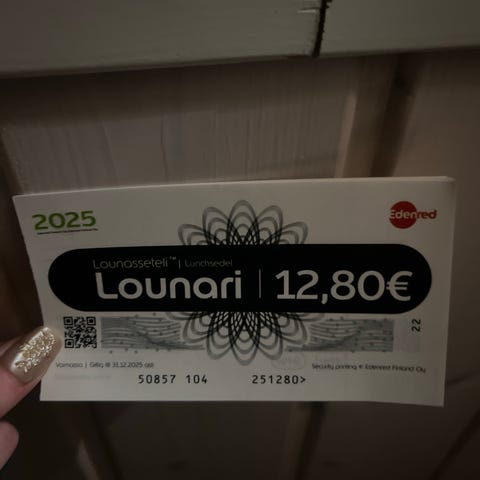 2025
Edenred
Lounasseteli™ | Lunchsedel
Lounari | 12,80€
22
Voimassa | Giltig III 31.12.2025 asti
Security printing © Edenred Finland Oy
50857 104 251280>